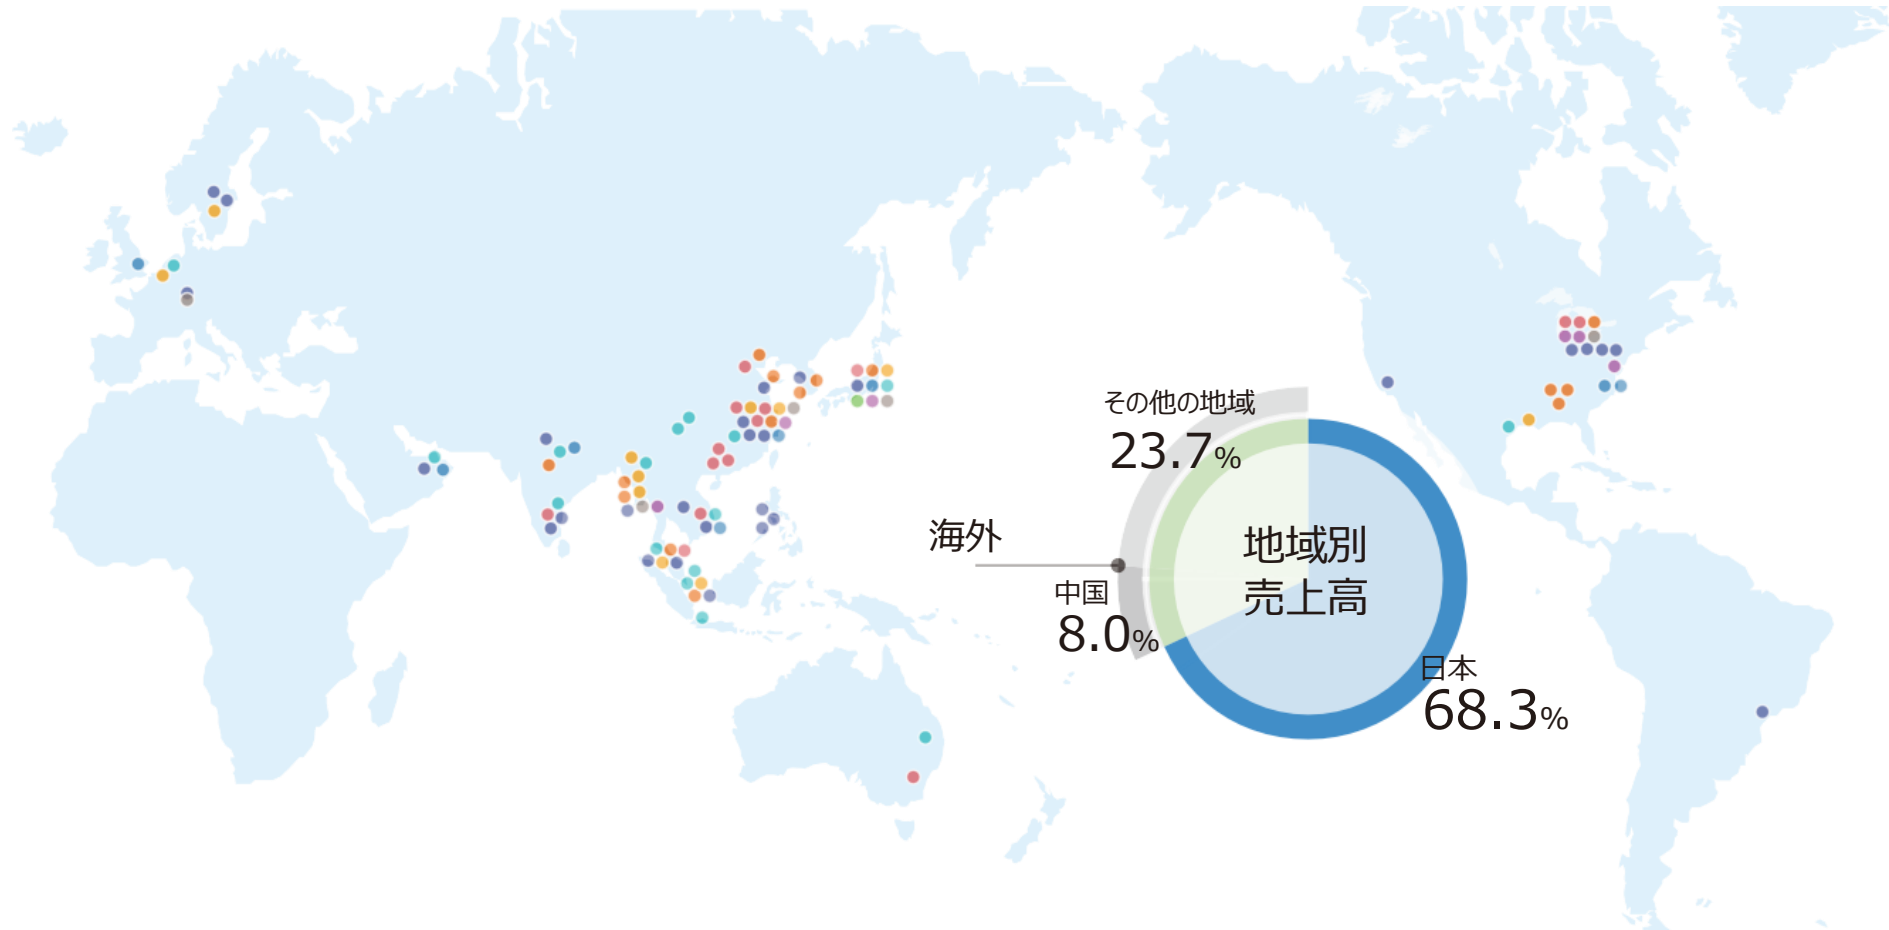 その他の地域
23.7%
海外
中国
8.0%
地域別
売上高
日本
68.3%